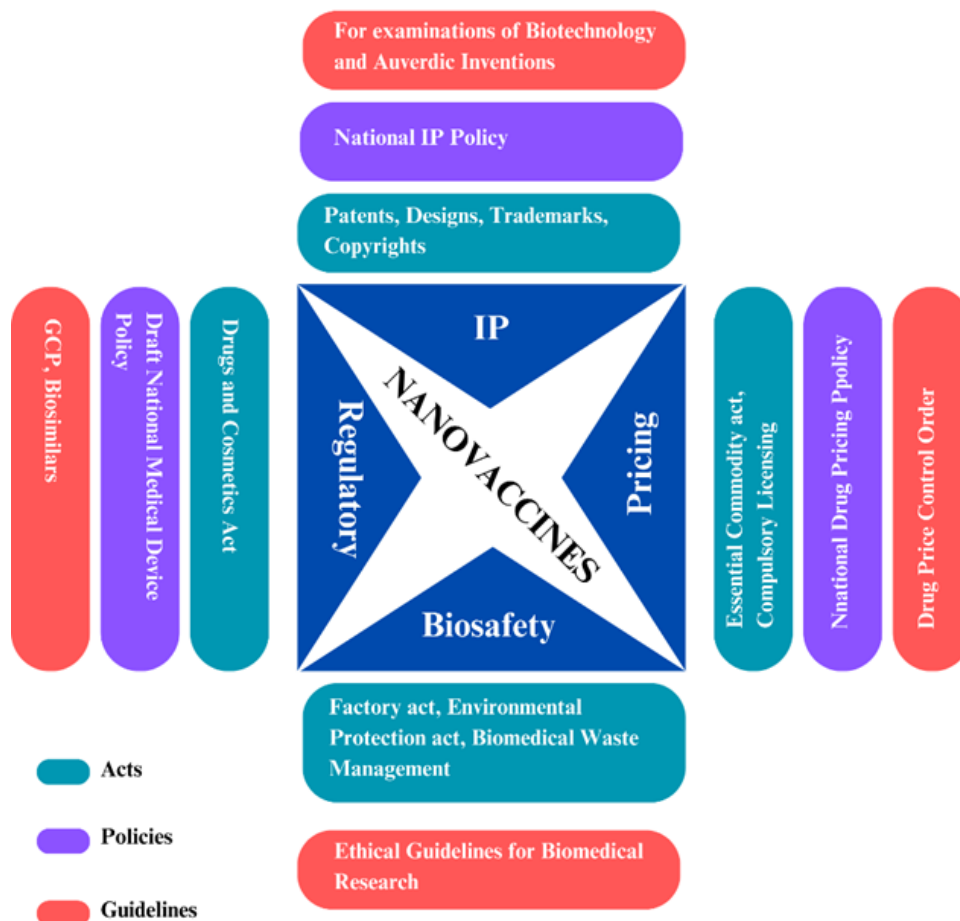 For examinations of Biotechnology
and Auverdic Inventions
National IP Policy
Patents, Designs, Trademarks,
Copyrights
GCP, Biosimilars
Draft National Medical Device
Policy
Drugs and Cosmetics Act
IP
Regulatory
NANOVACCINES
Pricing
Biosafety
Essential Commodity act,
Compulsory Licensing
Nnational Drug Pricing Ppolicy
Drug Price Control Order
Factory act, Environmental
Protection act, Biomedical Waste
Management
Ethical Guidelines for Biomedical
Research
Acts
Policies
Guidelines